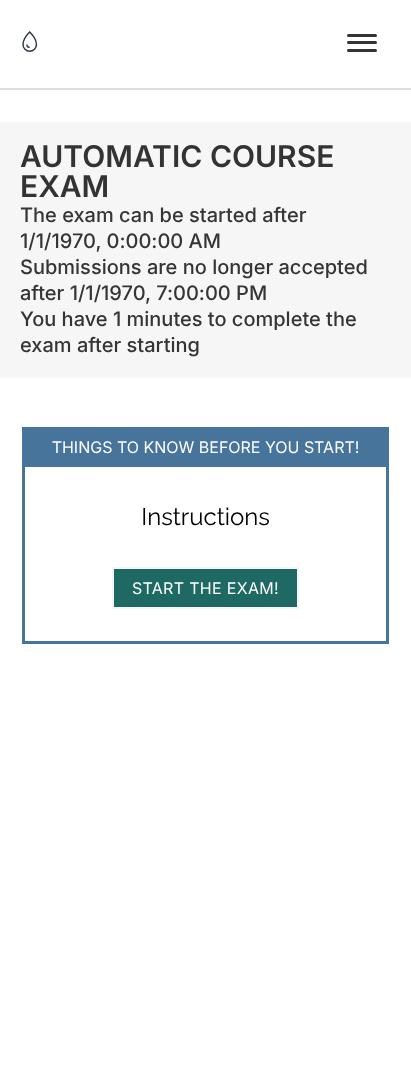 AUTOMATIC COURSE
EXAM
The exam can be started after
1/1/1970, 0:00:00 AM
Submissions are no longer accepted
after 1/1/1970, 7:00:00 PM
You have 1 minutes to complete the
exam after starting
THINGS TO KNOW BEFORE YOU START!
Instructions
START THE EXAM!